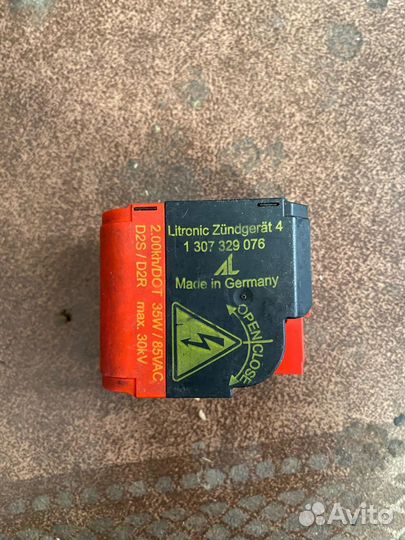 Litronic Zündgerät 4
1 307 329 076
AL
Made in Germany
OPEN/CLOSE
2.00kh/DOT 35W / 85VAC
D2S / D2R max. 30kV
Avito